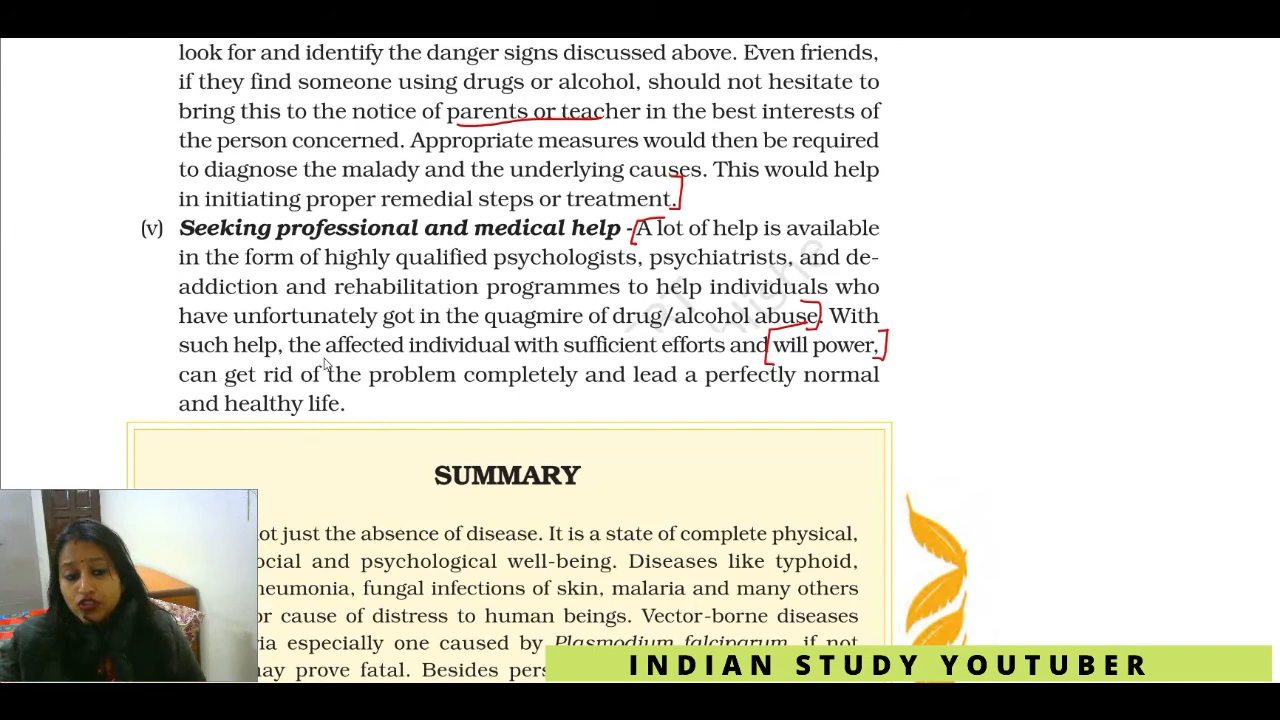 look for and identify the danger signs discussed above. Even friends,
if they find someone using drugs or alcohol, should not hesitate to
bring this to the notice of parents or teacher in the best interests of
the person concerned. Appropriate measures would then be required
to diagnose the malady and the underlying causes. This would help
in initiating proper remedial steps or treatment.
(v) Seeking professional and medical help - A lot of help is available
in the form of highly qualified psychologists, psychiatrists, and de-
addiction and rehabilitation programmes to help individuals who
have unfortunately got in the quagmire of drug/alcohol abuse. With
such help, the affected individual with sufficient efforts and will power,
can get rid of the problem completely and lead a perfectly normal
and healthy life.
SUMMARY
ot just the absence of disease. It is a state of complete physical,
ocial and psychological well-being. Diseases like typhoid,
neumonia, fungal infections of skin, malaria and many others
or cause of distress to human beings. Vector-borne diseases
ria especially one caused by Plasmodium falciparum, if not
may prove fatal. Besides pers
INDIAN STUDY YOUTUBER